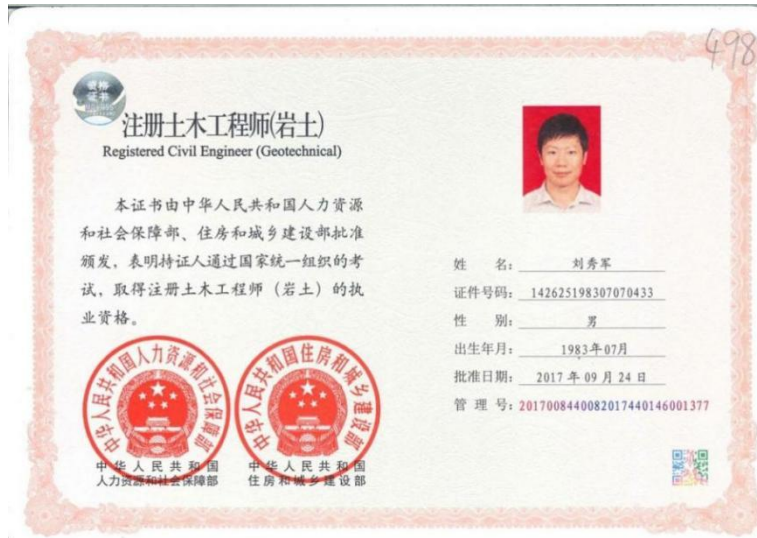 498
资格
证书
注册土木工程师(岩土)
Registered Civil Engineer (Geotechnical)
本证书由中华人民共和国人力资源
和社会保障部、住房和城乡建设部批准
颁发，表明持证人通过国家统一组织的考
试，取得注册土木工程师（岩土）的执
业资格。
中华人民共和国人力资源和社会保障部
中华人民共和国住房和城乡建设部
中华人民共和国
人力资源和社会保障部
中华人民共和国
住房和城乡建设部
姓 名： 刘秀军
证件号码： 142625198307070433
性 别： 男
出生年月： 1983年07月
批准日期： 2017年09月24日
管 理 号： 2017008440082017440146001377